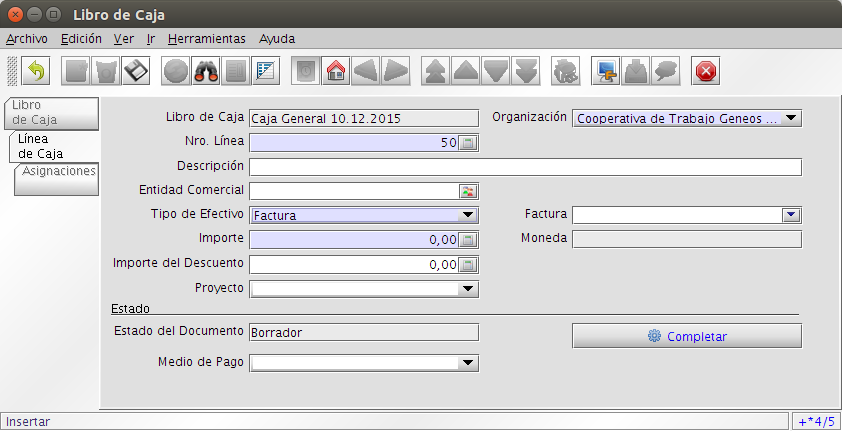 Libro de Caja
Archivo Edición Ver Ir Herramientas Ayuda
Libro
de Caja
Línea
de Caja
Asignaciones
Libro de Caja Caja General 10.12.2015 Organización Cooperativa de Trabajo Geneos ...
Nro. Línea 50
Descripción
Entidad Comercial
Tipo de Efectivo Factura Factura
Importe 0,00 Moneda
Importe del Descuento 0,00
Proyecto
Estado
Estado del Documento Borrador Completar
Medio de Pago
Insertar +*4/5